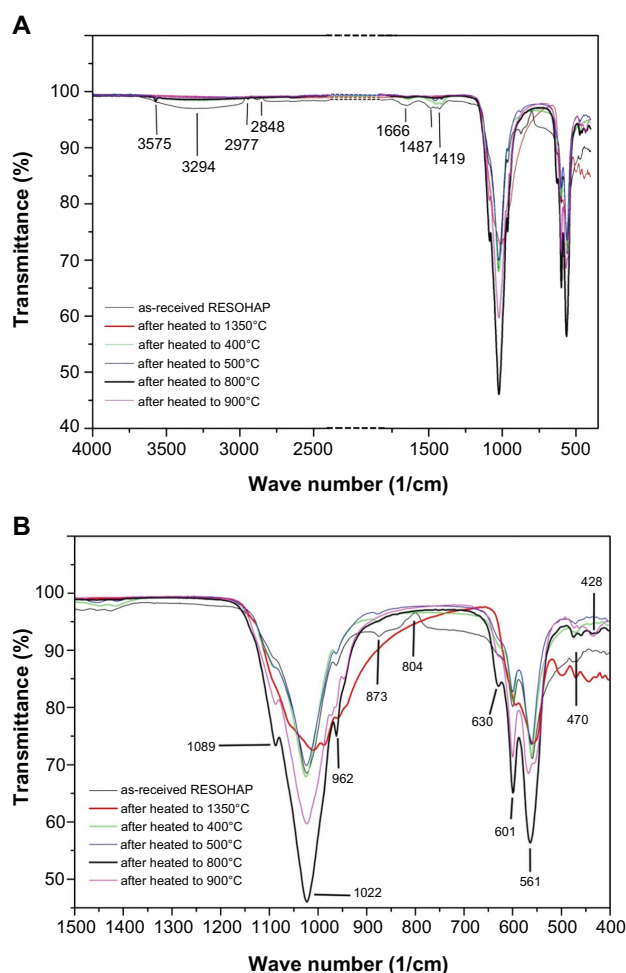 A
Transmittance (%)
100
90
80
70
60
50
40
3575
3294
2977
2848
1666
1487
1419
as-received RESOHAP
after heated to 1350°C
after heated to 400°C
after heated to 500°C
after heated to 800°C
after heated to 900°C
4000 3500 3000 2500 1500 1000 500
Wave number (1/cm)
B
Transmittance (%)
100
90
80
70
60
50
1089
1022
962
873
804
630
601
561
470
428
as-received RESOHAP
after heated to 1350°C
after heated to 400°C
after heated to 500°C
after heated to 800°C
after heated to 900°C
1500 1400 1300 1200 1100 1000 900 800 700 600 500 400
Wave number (1/cm)